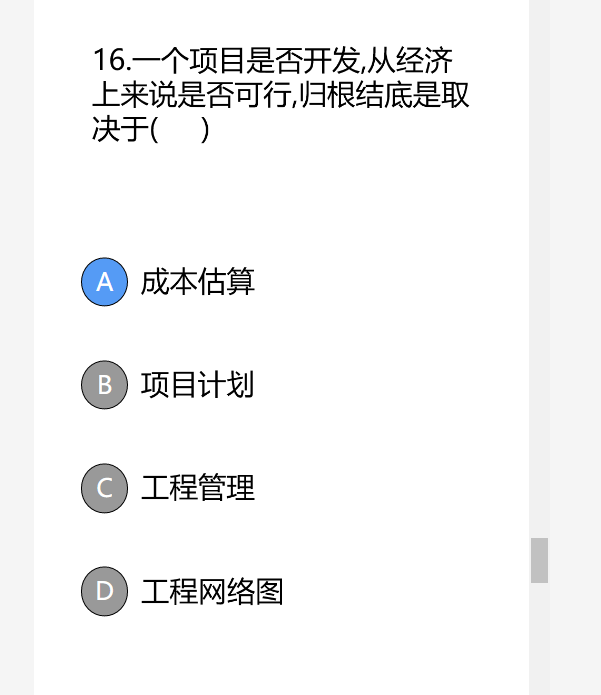 16.一个项目是否开发,从经济
上来说是否可行,归根结底是取
决于(     )
A 成本估算
B 项目计划
C 工程管理
D 工程网络图